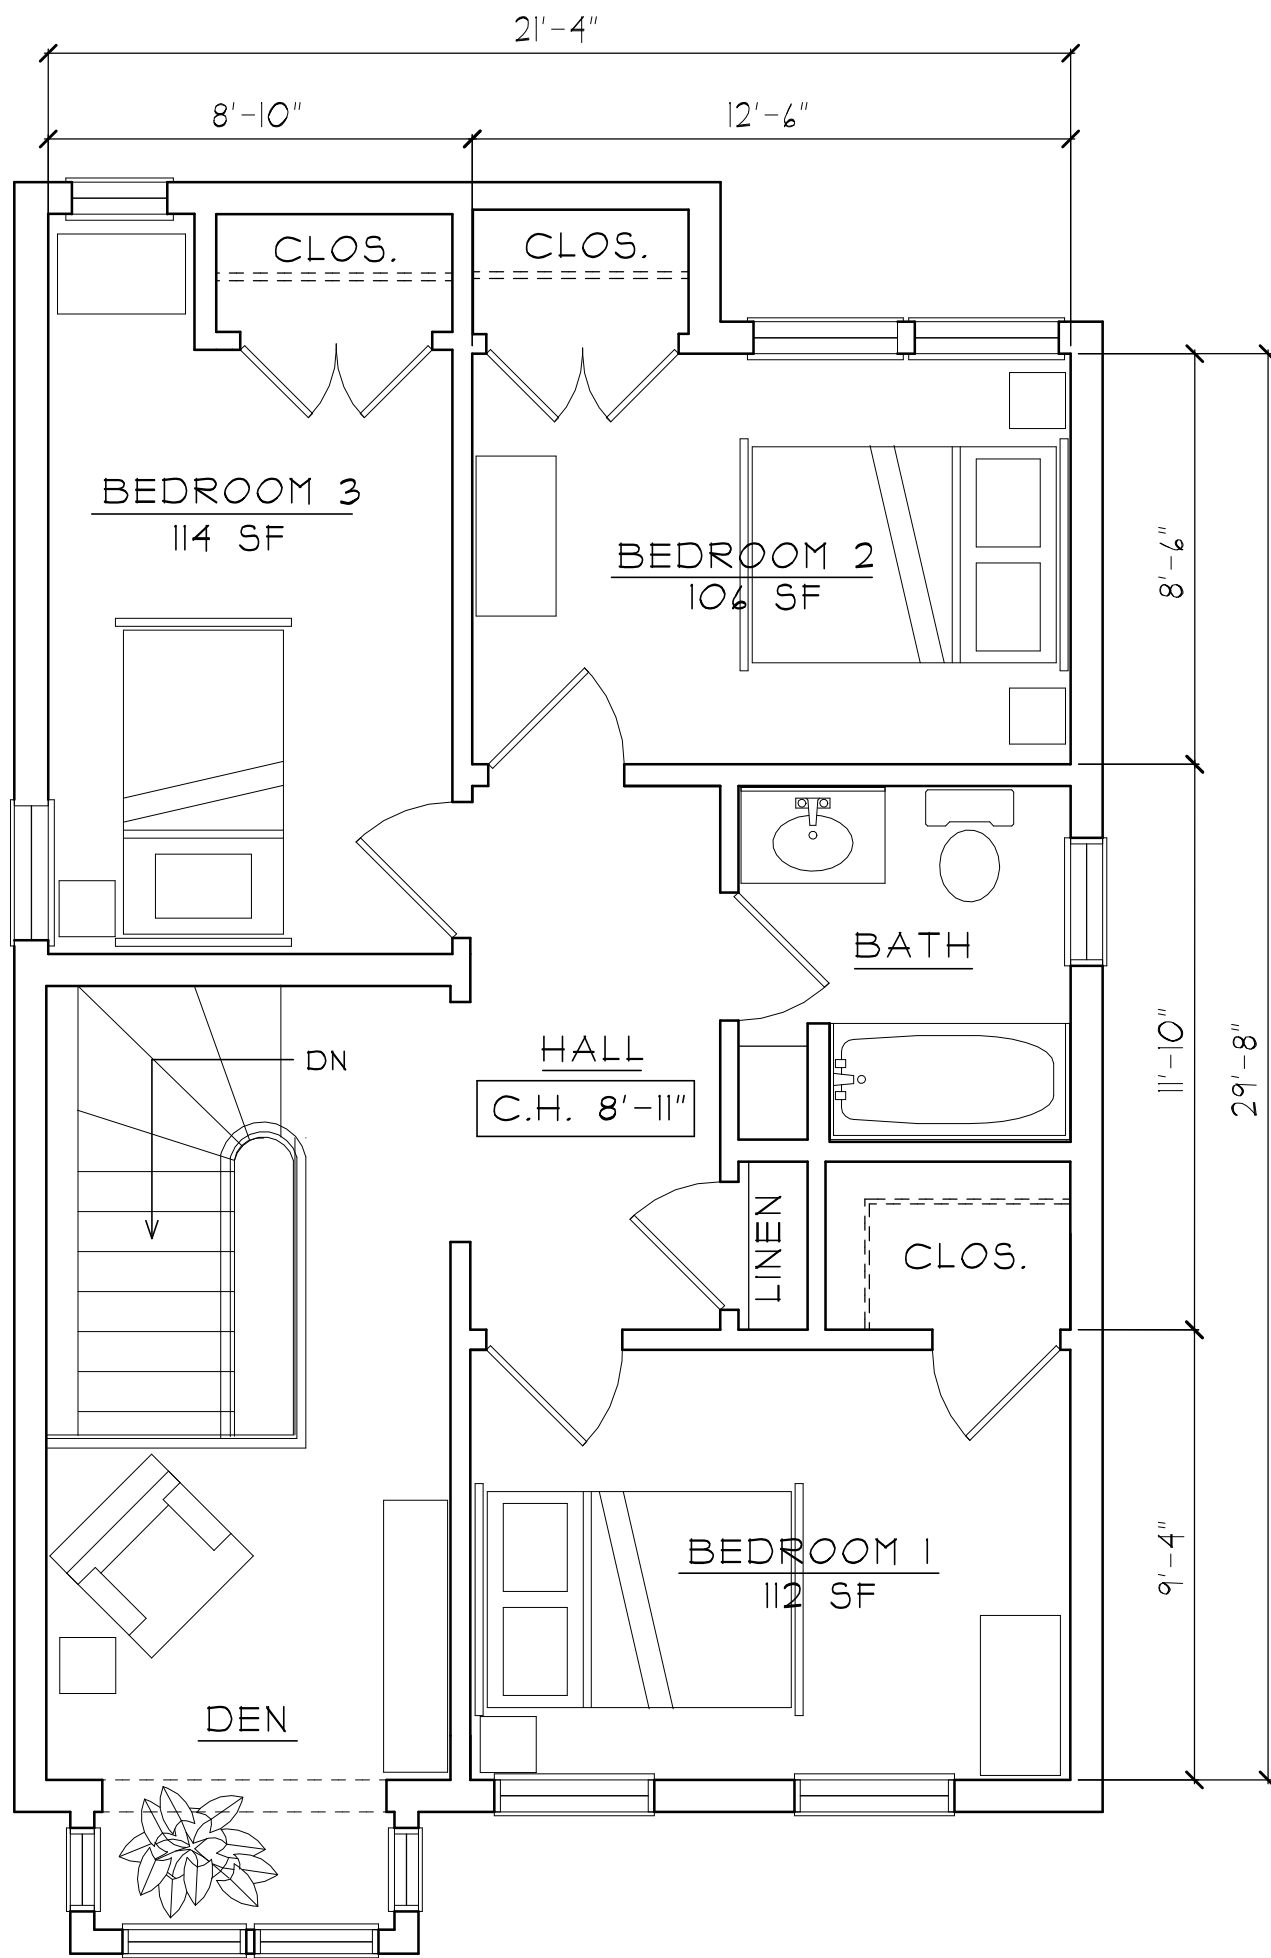 21'-4"
8'-10"
12'-6"
CLOS.
CLOS.
BEDROOM 3
114 SF
BEDROOM 2
106 SF
8'-6"
BATH
HALL
C.H. 8'-11"
DN
11'-10"
29'-8"
LINEN
CLOS.
BEDROOM 1
112 SF
9'-4"
DEN